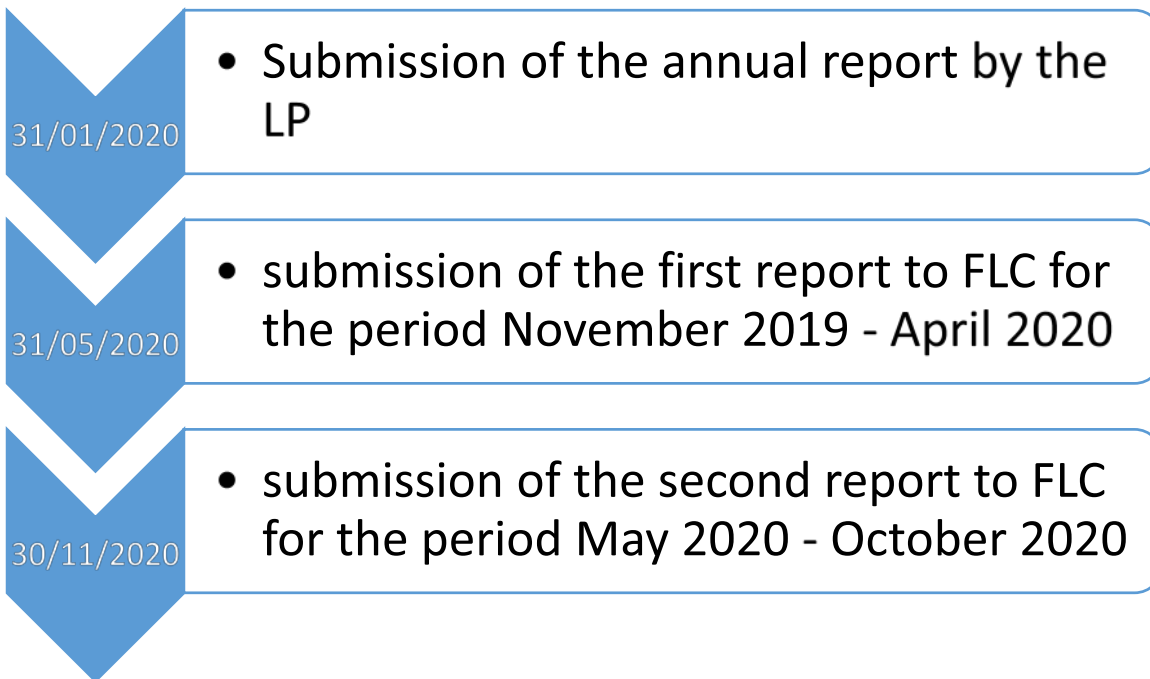 31/01/2020
• Submission of the annual report by the
LP
31/05/2020
• submission of the first report to FLC for
the period November 2019 - April 2020
30/11/2020
• submission of the second report to FLC
for the period May 2020 - October 2020